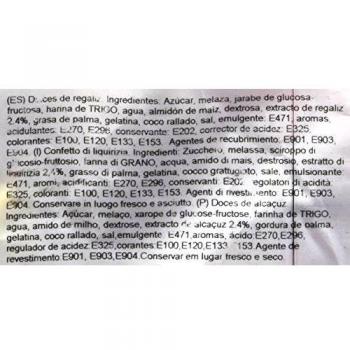 (ES) Dulces de regaliz. Ingredientes: Azúcar, melaza, jarabe de glucosa-
fructosa, harina de TRIGO, agua, almidón de maíz, dextrosa, extracto de regaliz
2.4%, grasa de palma, gelatina, coco rallado, sal, emulgente: E471, aromas,
acidulantes: E270, E296, conservante: E202, corrector de acidez: E325,
colorantes: E100, E120, E133, E153. Agentes de recubrimiento: E901, E903,
E904. (I) Confetto di liquirizia. Ingredienti: Zucchero, melassa, sciroppo di
glucosio-fruttosio, farina di GRANO, acqua, amido di mais, destrosio, estratto di
liquirizia 2,4%, grasso di palma, gelatina, cocco grattugiato, sale, emulsionante
E471, aromi, acidificanti: E270, E296, conservante: E202, regolatori di acidità
E325, coloranti: E100, E120, E133, E153. Agenti di rivestimento: E901, E903,
E904. Conservare in luogo fresco e asciutto. (P) Doces de alcaçuz.
Ingredientes: Açúcar, melaço, xarope de glucose-fructose, farinha de TRIGO,
água, amido de milho, dextrose, extrato de alcaçuz 2.4%, gordura de palma,
gelatina, coco ralado, sal, emulgente: E471, aromas, ácido: E270, E296,
regulador de acidez: E325, corantes: E100, E120, E133, E153 Agente de
revestimento E901, E903, E904. Conservar em lugar fresco e seco.